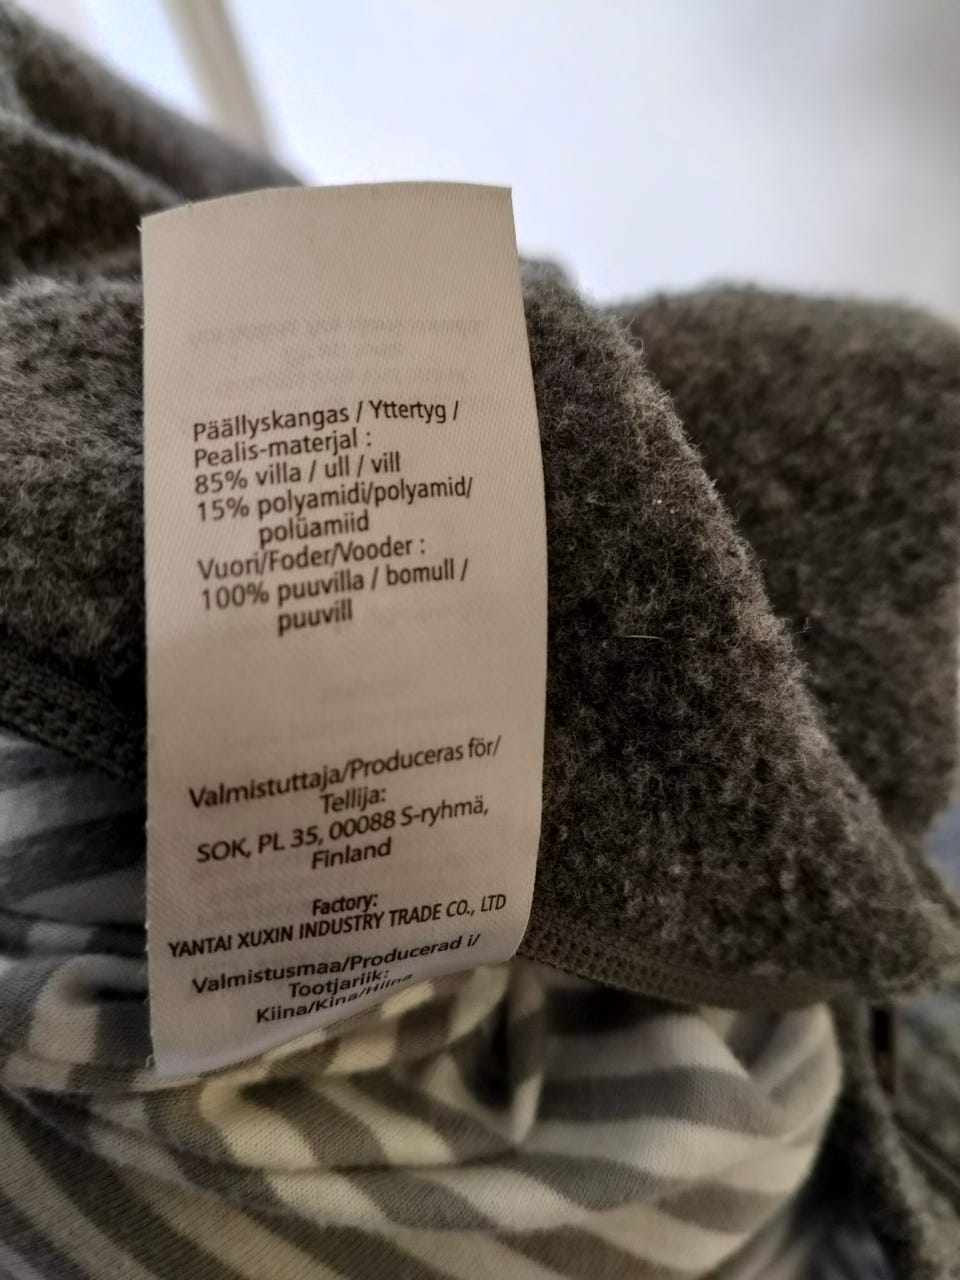 Päällyskangas / Yttertyg /
Pealis-materjal :
85% villa / ull / vill
15% polyamidi/polyamid/
polüamiid
Vuori/Foder/Vooder :
100% puuvilla / bomull /
puuvill
Valmistuttaja/Produceras för/
Tellija:
SOK, PL 35, 00088 S-ryhmä,
Finland
Factory:
YANTAI XUXIN INDUSTRY TRADE CO., LTD
Valmistusmaa/Producerad i/
Tootjariik:
Kiina/Kina/Hiina